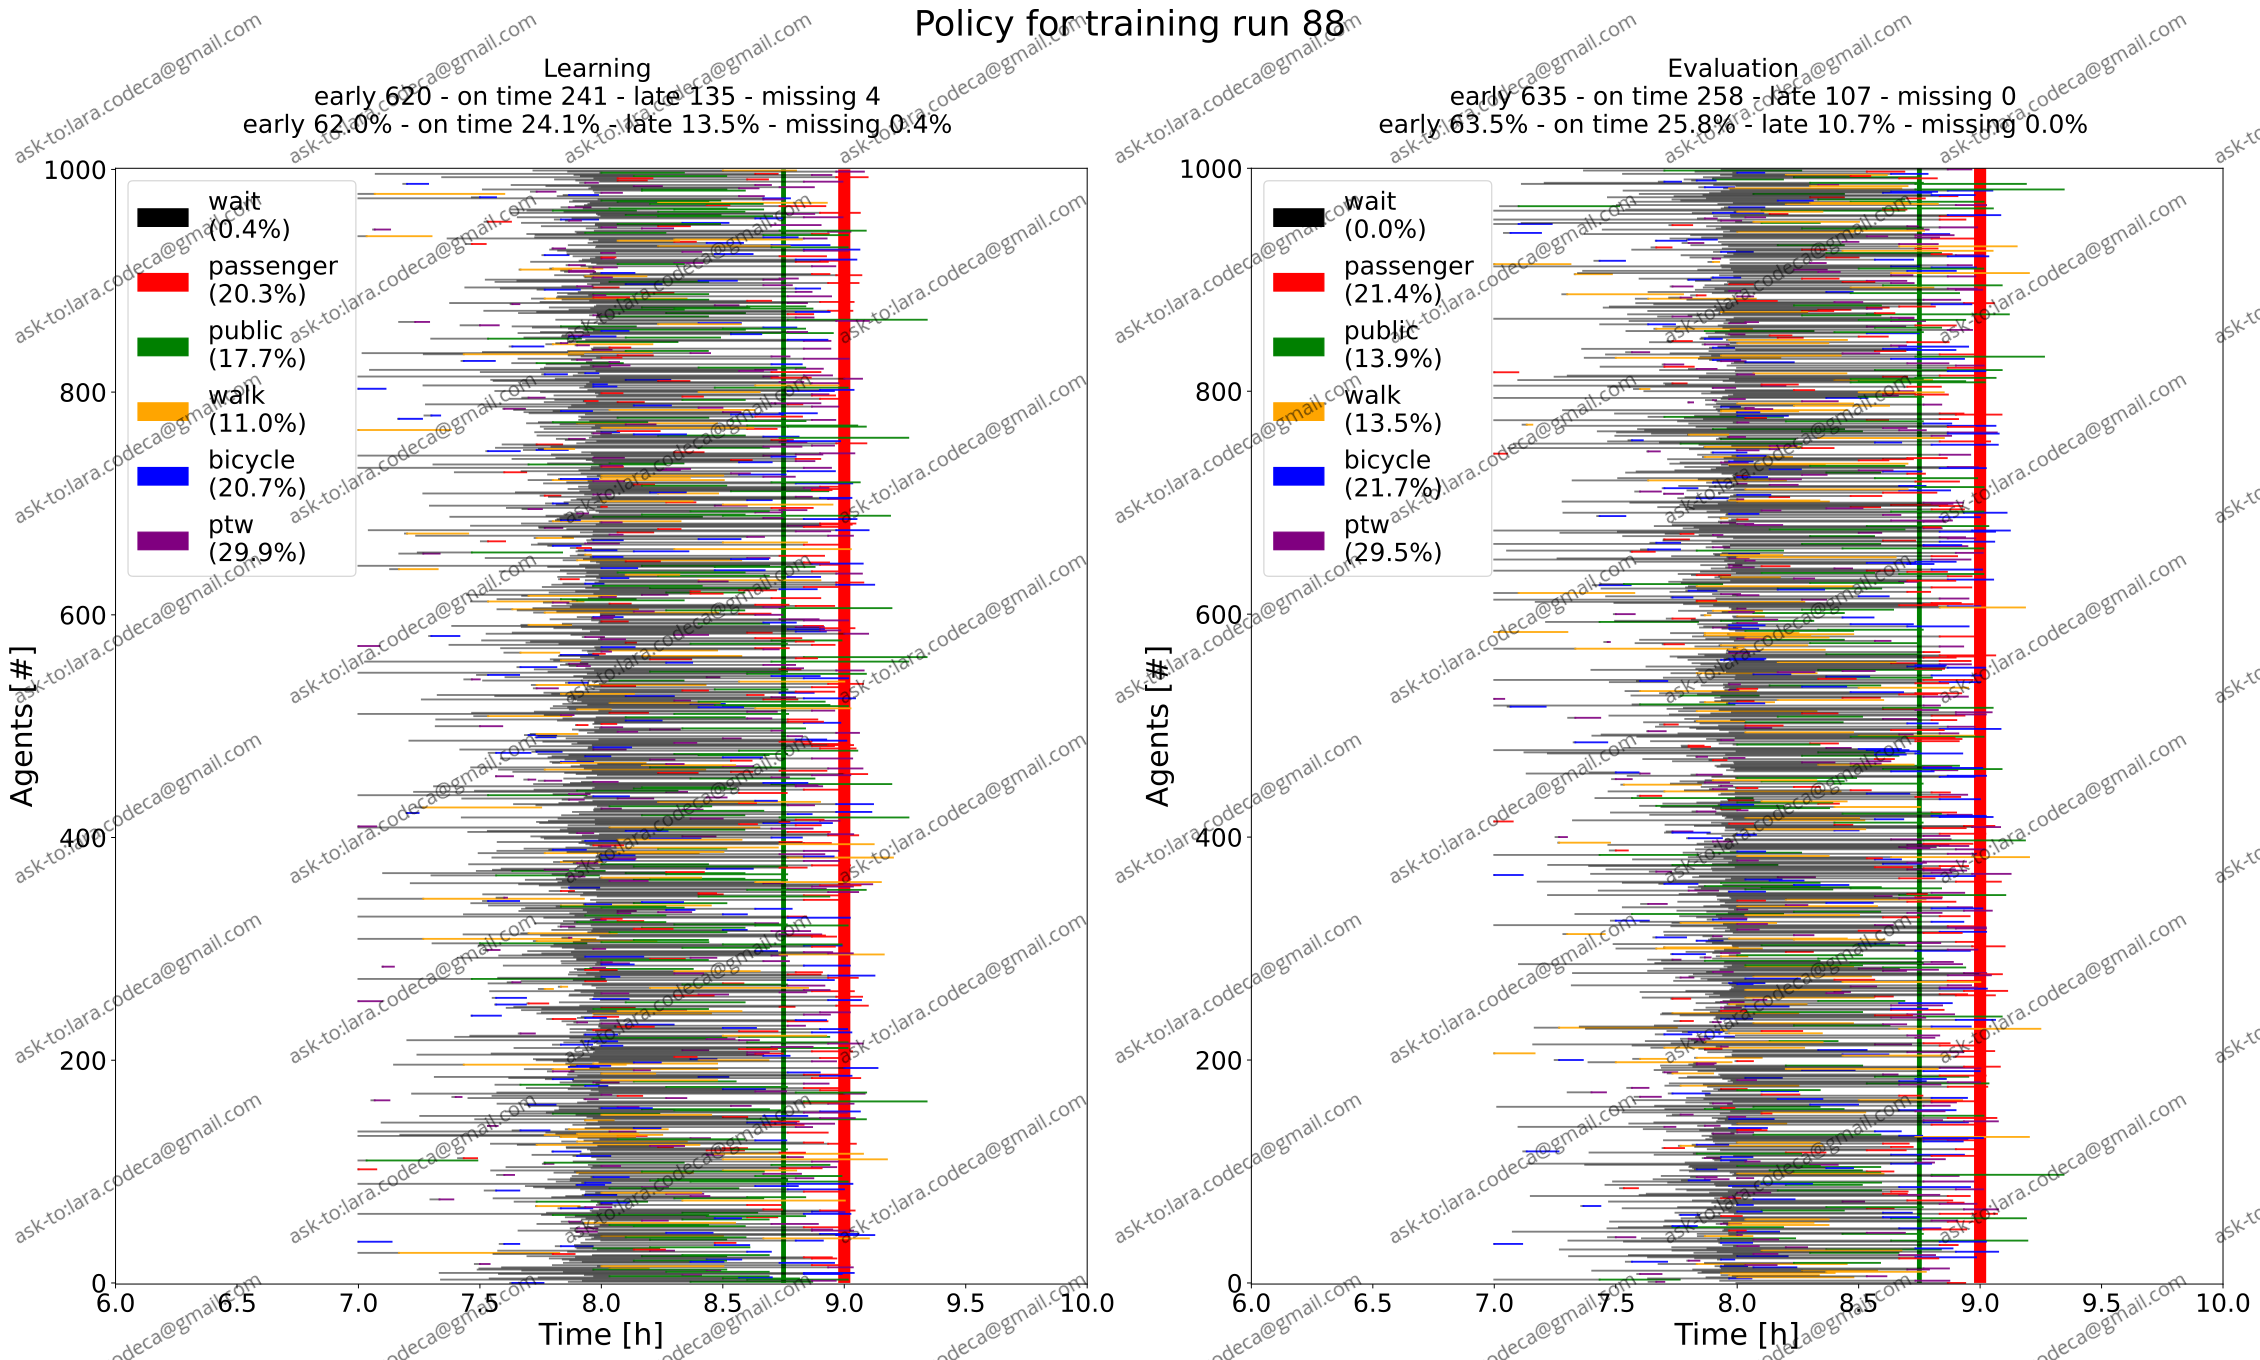 Policy for training run 88
Learning
early 620 - on time 241 - late 135 - missing 4
early 62.0% - on time 24.1% - late 13.5% - missing 0.4%
1000
800
600
400
200
0
Agents [#]
wait
(0.4%)
passenger
(20.3%)
public
(17.7%)
walk
(11.0%)
bicycle
(20.7%)
ptw
(29.9%)
6.0 6.5 7.0 7.5 8.0 8.5 9.0 9.5 10.0
Time [h]
Evaluation
early 635 - on time 258 - late 107 - missing 0
early 63.5% - on time 25.8% - late 10.7% - missing 0.0%
1000
800
600
400
200
0
Agents [#]
wait
(0.0%)
passenger
(21.4%)
public
(13.9%)
walk
(13.5%)
bicycle
(21.7%)
ptw
(29.5%)
6.0 6.5 7.0 7.5 8.0 8.5 9.0 9.5 10.0
Time [h]
ask-to:lara.codeca@gmail.com